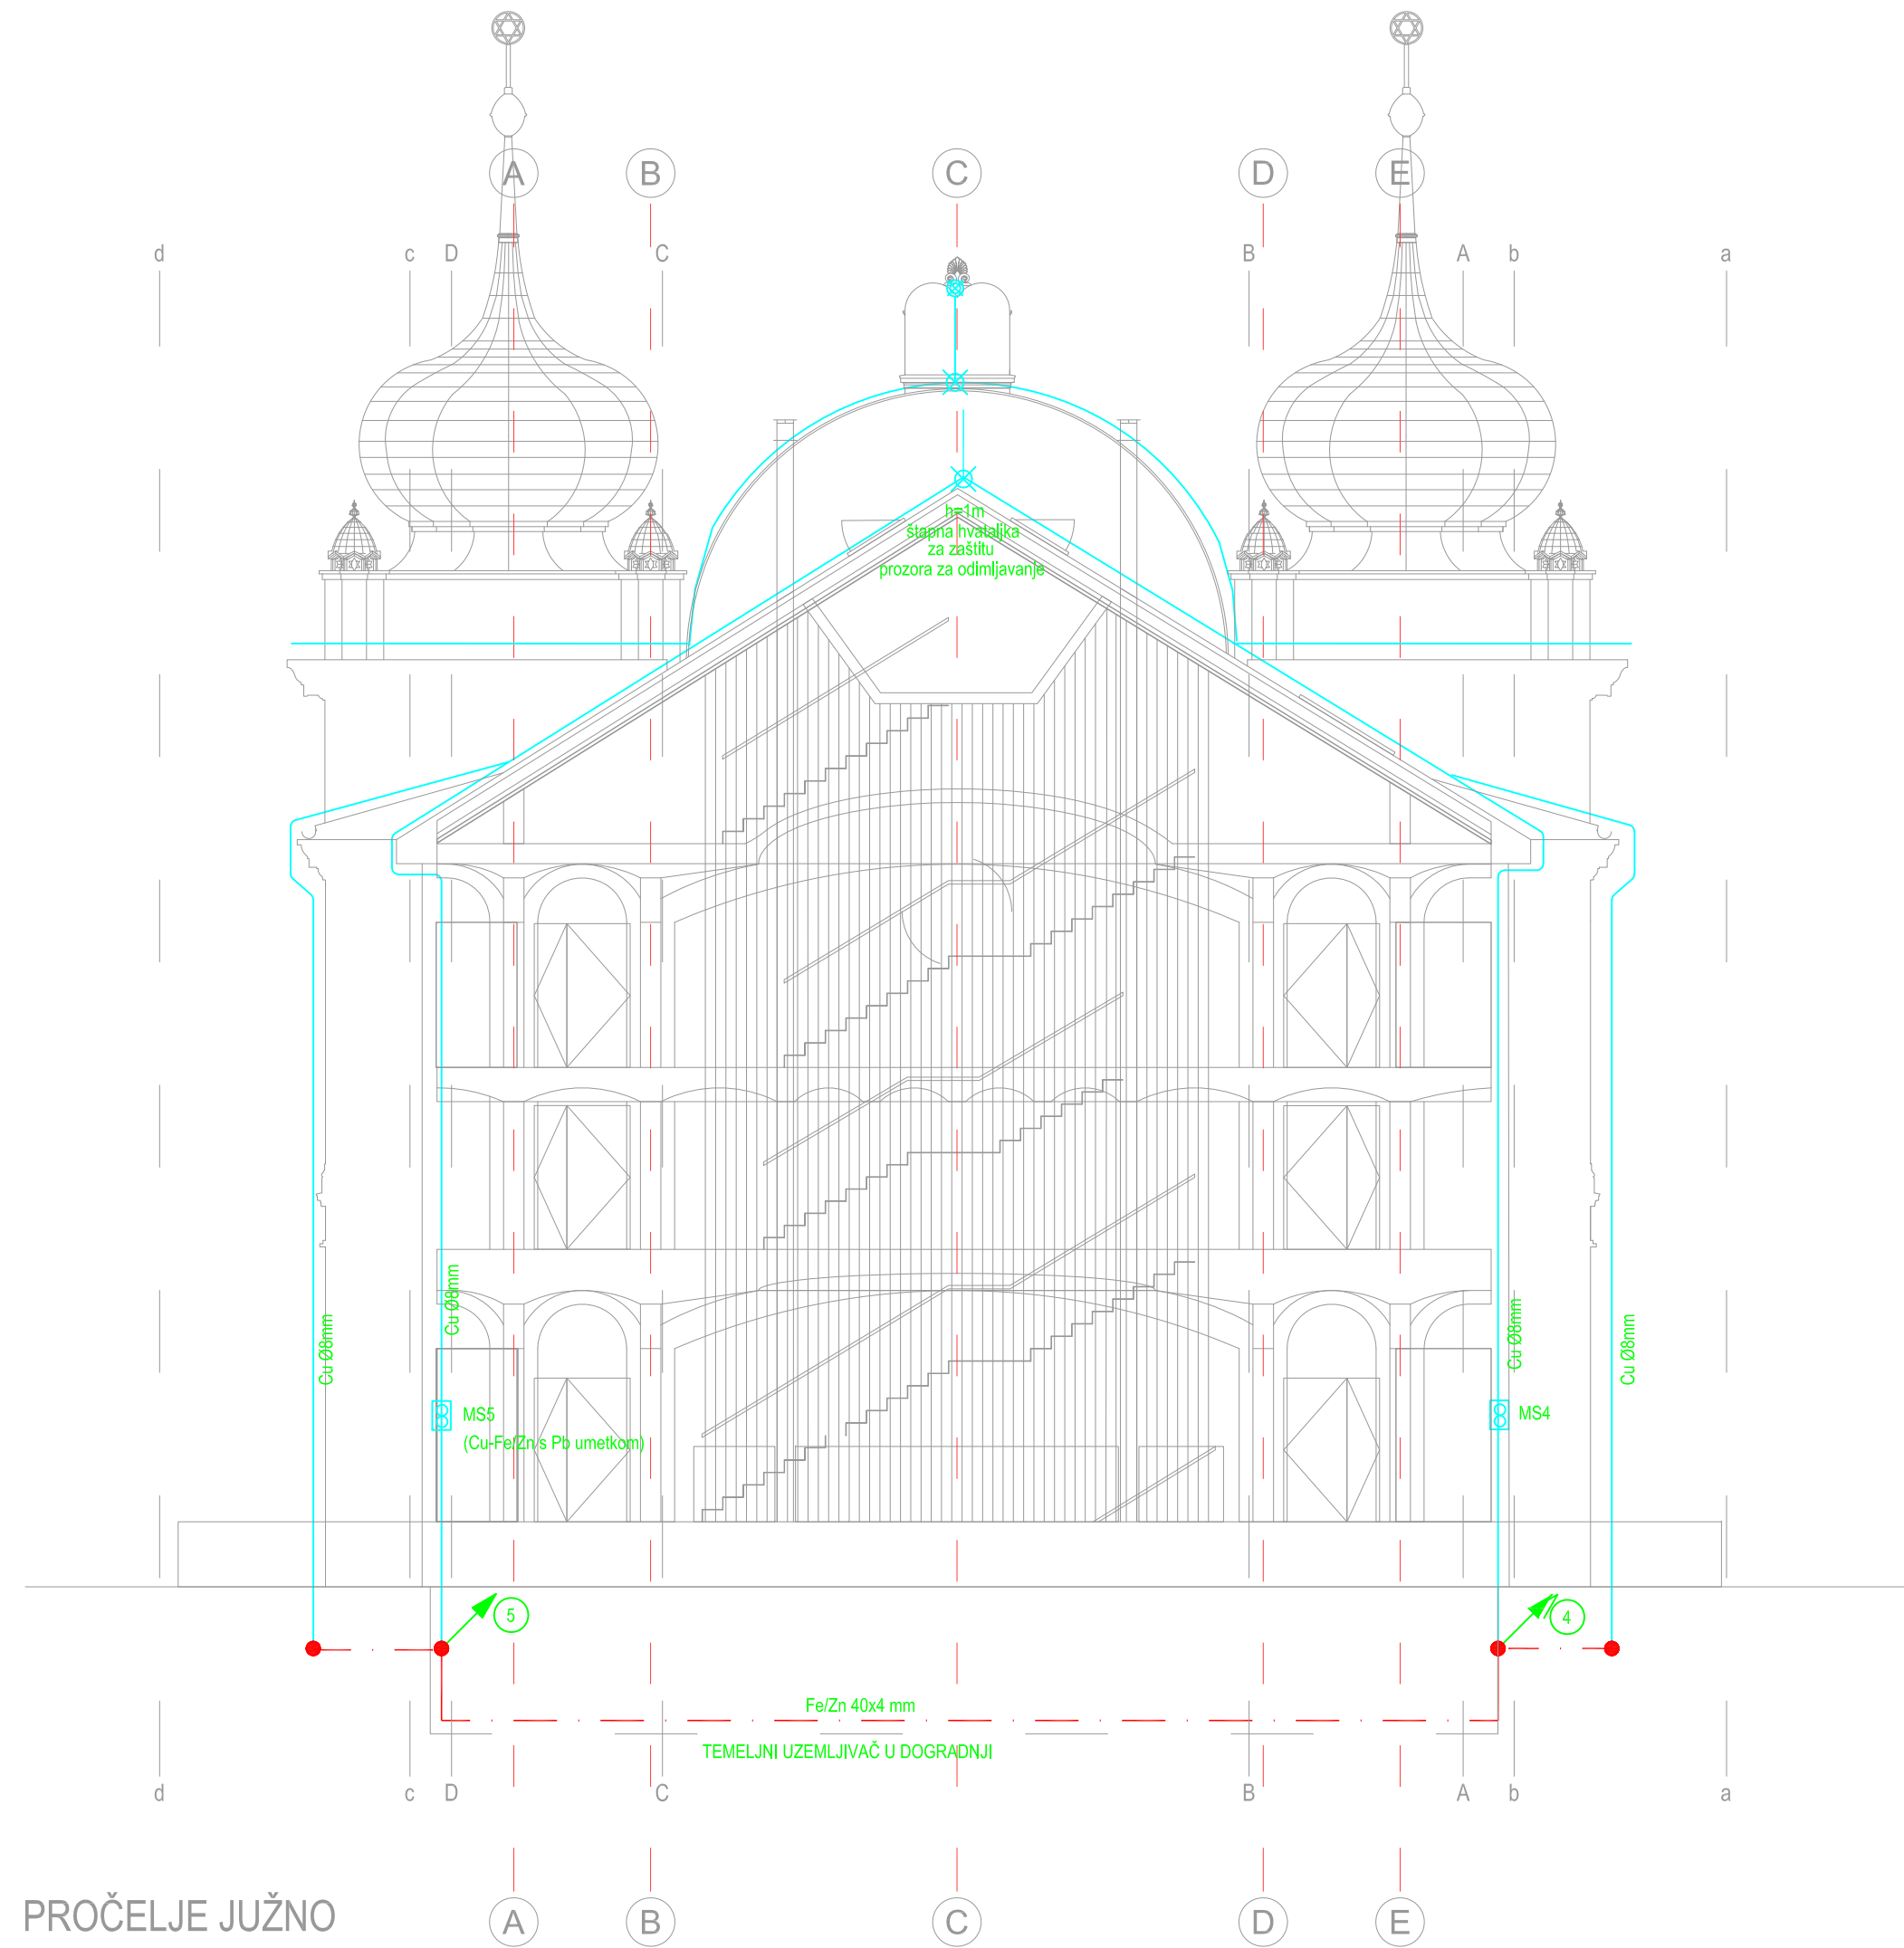 A B C D E
d c D C B A b a
h=1m
štapna hvataljka
za zaštitu
prozora za odimljavanje
Cu Ø8mm
Cu Ø8mm
Cu Ø8mm
Cu Ø8mm
MS5
(Cu-Fe/Zn s Pb umetkom)
MS4
5
4
Fe/Zn 40x4 mm
TEMELJNI UZEMLJIVAČ U DOGRADNJI
d c D C B A b a
PROČELJE JUŽNO
A B C D E